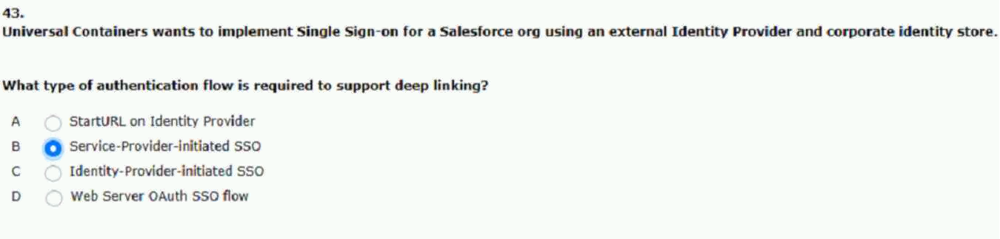 43.
Universal Containers wants to implement Single Sign-on for a Salesforce org using an external Identity Provider and corporate identity store.
What type of authentication flow is required to support deep linking?
A StartURL on Identity Provider
B Service-Provider-initiated SSO
C Identity-Provider-initiated SSO
D Web Server OAuth SSO flow